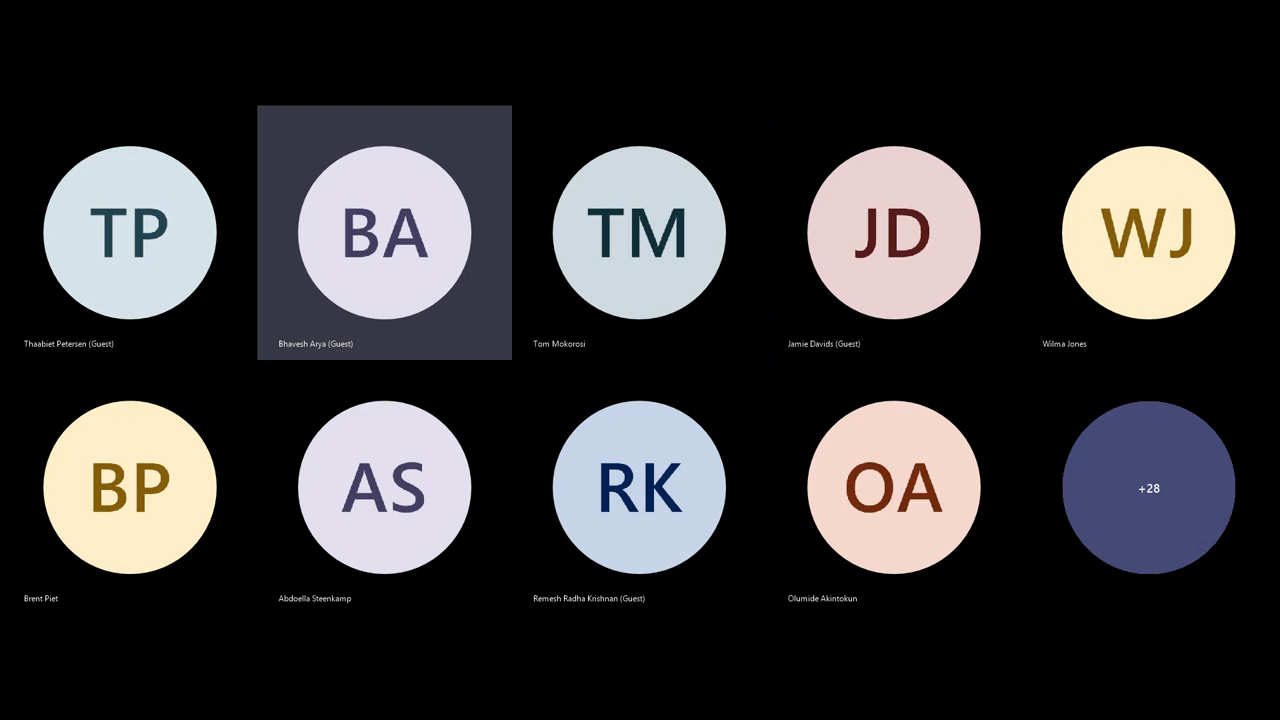 TP
BA
TM
JD
WJ
Thaabiet Petersen (Guest)
Bhavesh Arya (Guest)
Tom Mokorosi
Jamie Davids (Guest)
Wilma Jones
BP
AS
RK
OA
+28
Brent Piet
Abdoella Steenkamp
Remesh Radha Krishnan (Guest)
Olumide Akintokun